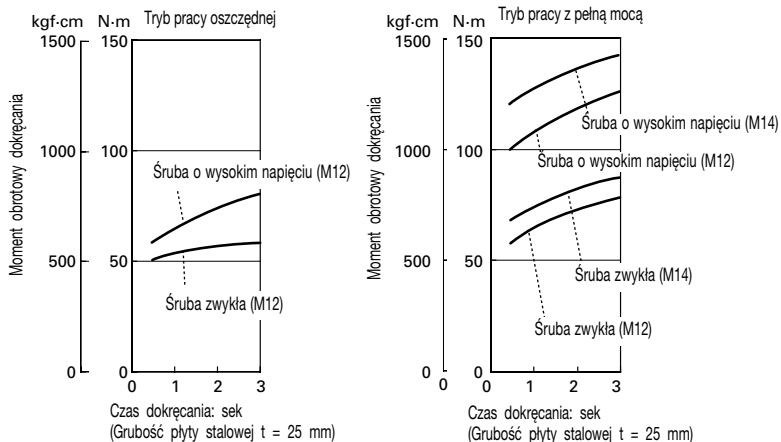 Tryb pracy oszczędnej
kgf·cm N·m
1500 150
1000 100
500 50
0 0
Moment obrotowy dokręcania
Śruba o wysokim napięciu (M12)
Śruba zwykła (M12)
0 1 2 3
Czas dokręcania: sek
(Grubość płyty stalowej t = 25 mm)
Tryb pracy z pełną mocą
kgf·cm N·m
1500 150
1000 100
500 50
0 0
Moment obrotowy dokręcania
Śruba o wysokim napięciu (M14)
Śruba o wysokim napięciu (M12)
Śruba zwykła (M14)
Śruba zwykła (M12)
0 0 1 2 3
Czas dokręcania: sek
(Grubość płyty stalowej t = 25 mm)